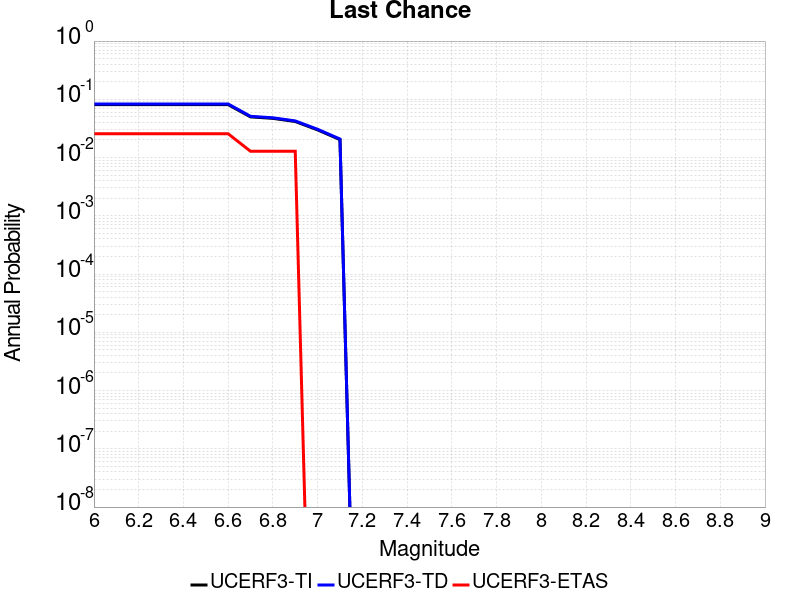 Last Chance
Annual Probability
10^0
10^-1
10^-2
10^-3
10^-4
10^-5
10^-6
10^-7
10^-8
6 6.2 6.4 6.6 6.8 7 7.2 7.4 7.6 7.8 8 8.2 8.4 8.6 8.8 9
Magnitude
UCERF3-TI UCERF3-TD UCERF3-ETAS